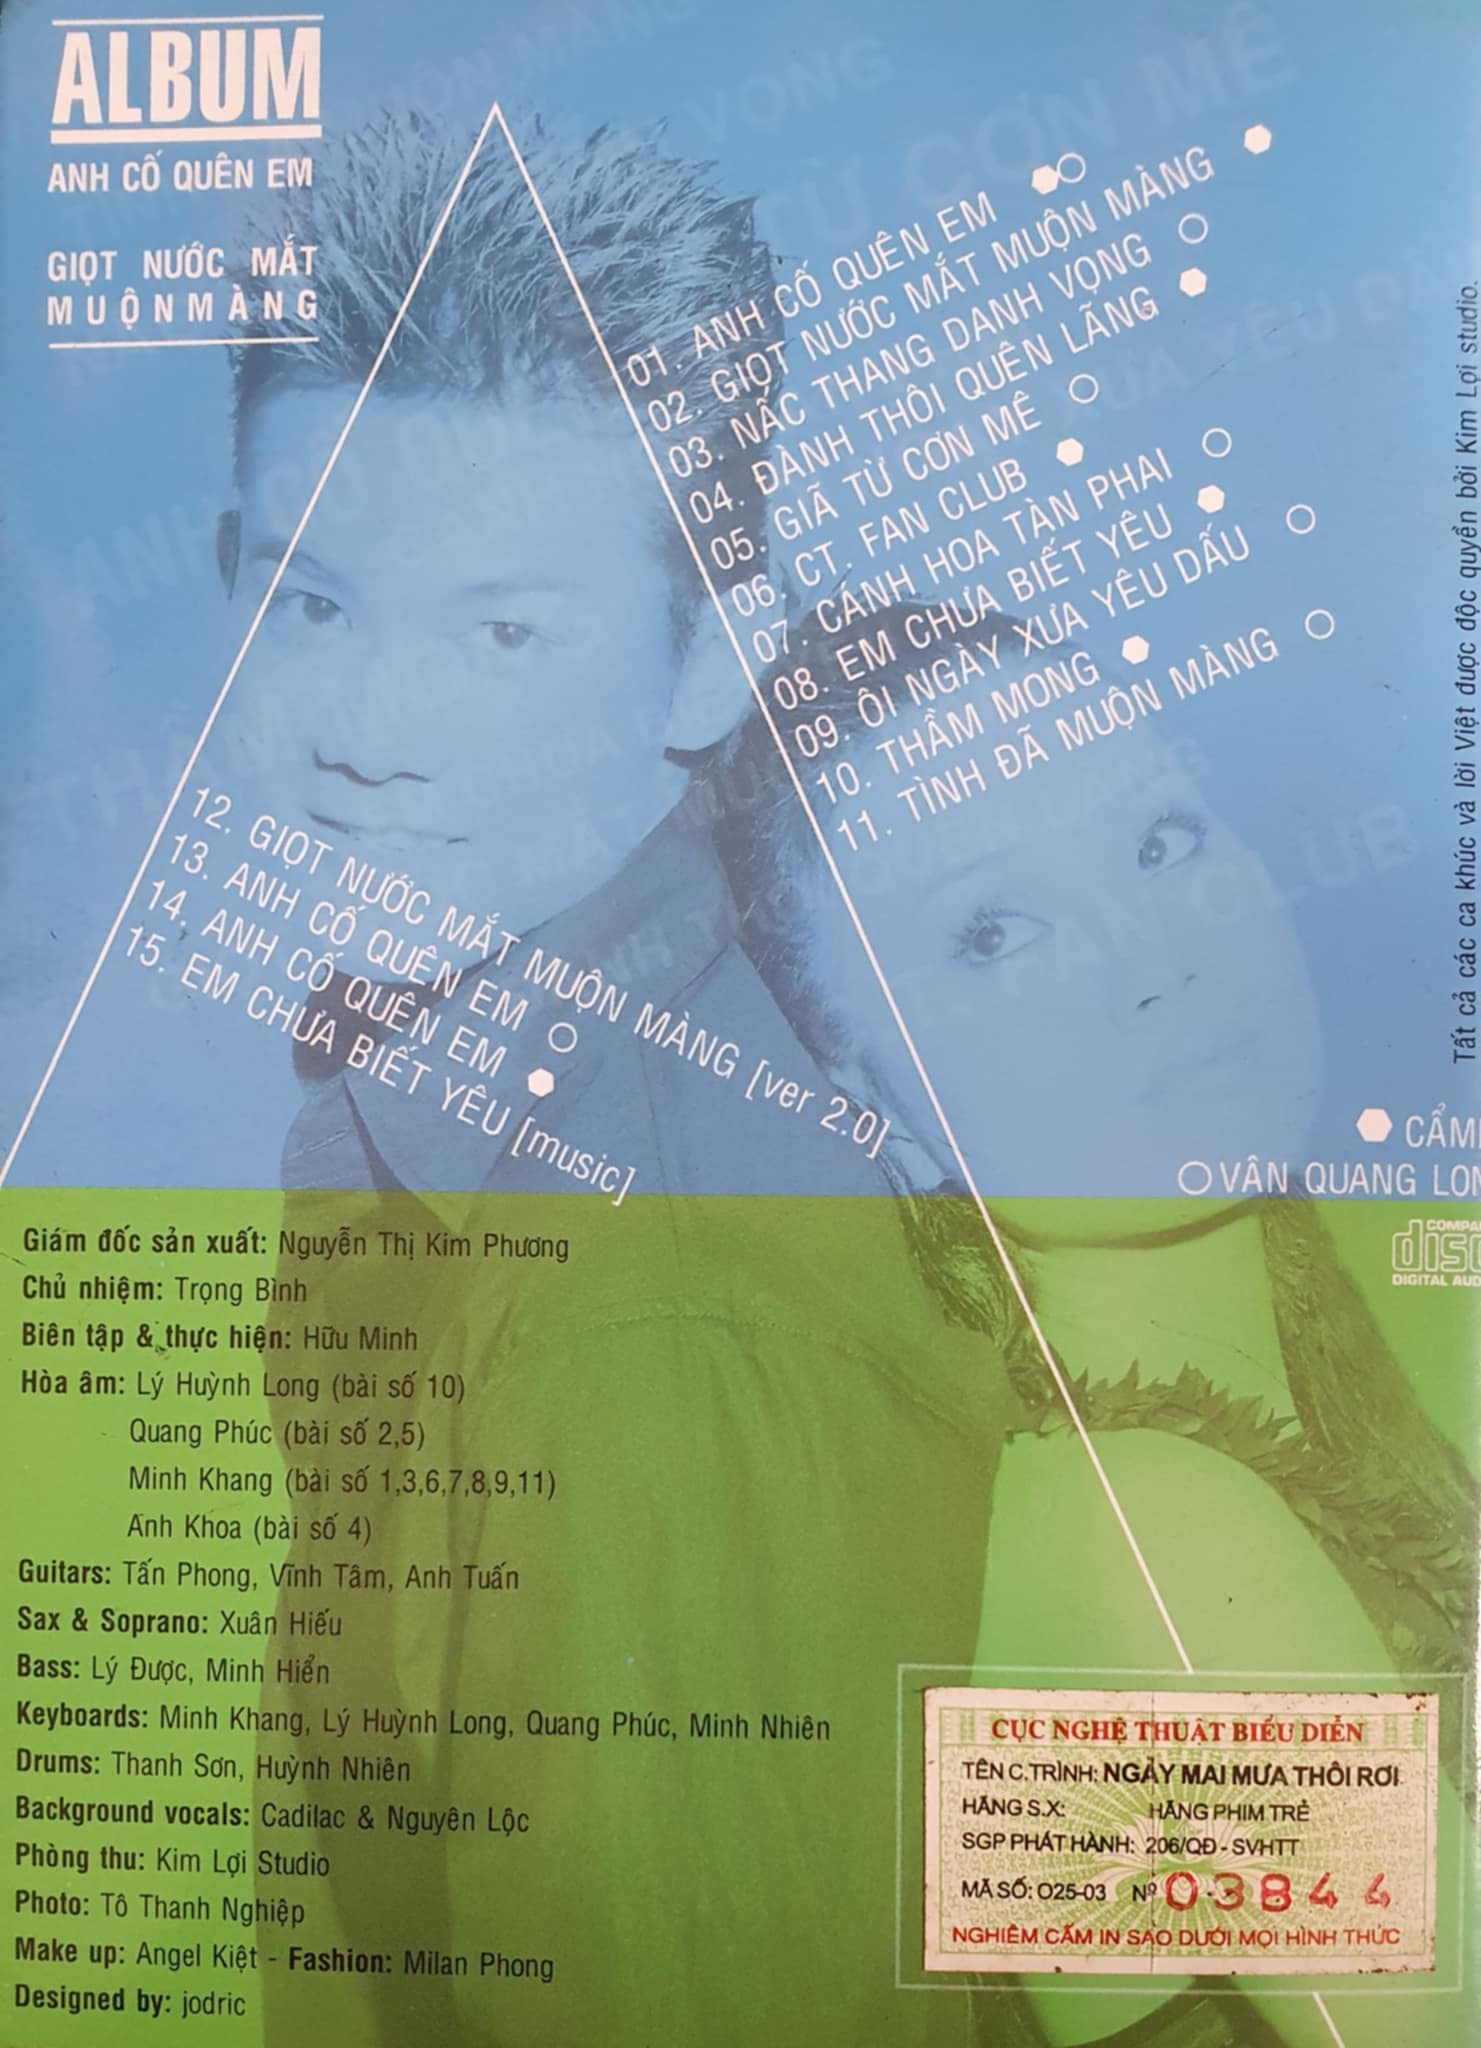 ALBUM
ANH CỐ QUÊN EM
GIỌT NƯỚC MẮT
MUỘN MÀNG
01. ANH CỐ QUÊN EM
02. GIỌT NƯỚC MẮT MUỘN MÀNG
03. NẤC THANG DANH VỌNG
04. ĐÀNH THÔI QUÊN LÃNG
05. GIÃ TỪ CƠN MÊ
06. CT. FAN CLUB
07. CÁNH HOA TÀN PHAI
08. EM CHƯA BIẾT YÊU
09. ÔI NGÀY XƯA YÊU DẤU
10. THẦM MONG
11. TÌNH ĐÃ MUỘN MÀNG
12. GIỌT NƯỚC MẮT MUỘN MÀNG [ver 2.0]
13. ANH CỐ QUÊN EM
14. ANH CỐ QUÊN EM
15. EM CHƯA BIẾT YÊU [music]
Tất cả các ca khúc và lời Việt được độc quyền bởi Kim Lợi studio.
CẨM
VÂN QUANG LON
COMPA
disc
DIGITAL AUD
Giám đốc sản xuất: Nguyễn Thị Kim Phương
Chủ nhiệm: Trọng Bình
Biên tập & thực hiện: Hữu Minh
Hòa âm: Lý Huỳnh Long (bài số 10)
Quang Phúc (bài số 2,5)
Minh Khang (bài số 1,3,6,7,8,9,11)
Anh Khoa (bài số 4)
Guitars: Tấn Phong, Vĩnh Tâm, Anh Tuấn
Sax & Soprano: Xuân Hiếu
Bass: Lý Được, Minh Hiển
Keyboards: Minh Khang, Lý Huỳnh Long, Quang Phúc, Minh Nhiên
Drums: Thanh Sơn, Huỳnh Nhiên
Background vocals: Cadilac & Nguyên Lộc
Phòng thu: Kim Lợi Studio
Photo: Tô Thanh Nghiệp
Make up: Angel Kiệt - Fashion: Milan Phong
Designed by: jodric
CỤC NGHỆ THUẬT BIỂU DIỄN
TÊN C.TRÌNH: NGÀY MAI MƯA THÔI RƠI
HÃNG S.X: HÃNG PHIM TRẺ
SGP PHÁT HÀNH: 206/QĐ - SVHTT
MÃ SỐ: O25-03 Nº 03844
NGHIÊM CẤM IN SAO DƯỚI MỌI HÌNH THỨC